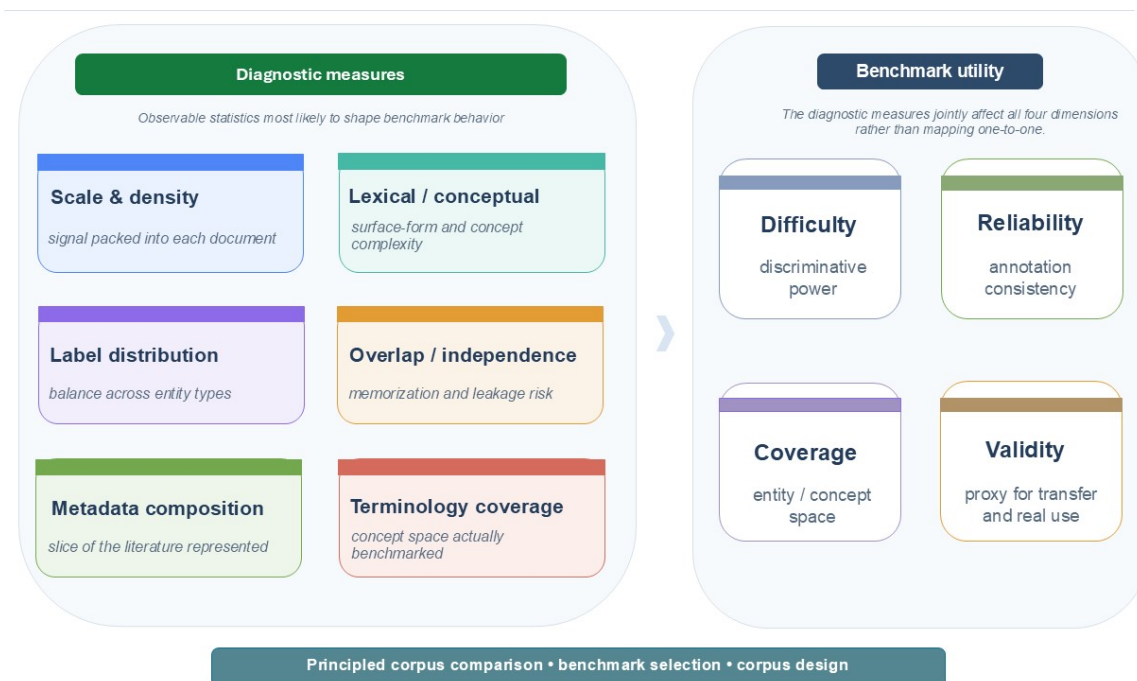 Diagnostic measures
Observable statistics most likely to shape benchmark behavior
Scale & density
signal packed into each document
Lexical / conceptual
surface-form and concept
complexity
Label distribution
balance across entity types
Overlap / independence
memorization and leakage risk
Metadata composition
slice of the literature represented
Terminology coverage
concept space actually
benchmarked
Benchmark utility
The diagnostic measures jointly affect all four dimensions
rather than mapping one-to-one.
Difficulty
discriminative
power
Reliability
annotation
consistency
Coverage
entity / concept
space
Validity
proxy for transfer
and real use
Principled corpus comparison • benchmark selection • corpus design